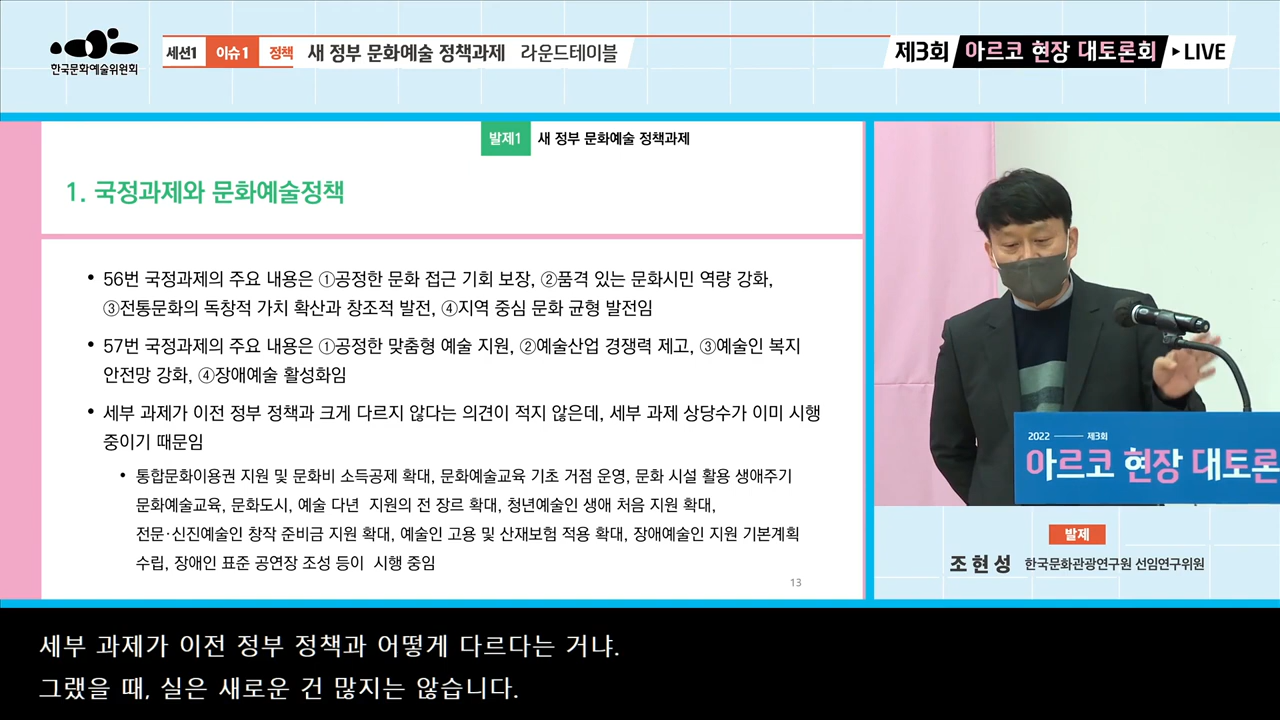 한국문화예술위원회
세션1 이슈1 정책 새 정부 문화예술 정책과제 라운드테이블
제3회 아르코 현장 대토론회 LIVE
발제1 새 정부 문화예술 정책과제
1. 국정과제와 문화예술정책
• 56번 국정과제의 주요 내용은 ①공정한 문화 접근 기회 보장, ②품격 있는 문화시민 역량 강화,
③전통문화의 독창적 가치 확산과 창조적 발전, ④지역 중심 문화 균형 발전임
• 57번 국정과제의 주요 내용은 ①공정한 맞춤형 예술 지원, ②예술산업 경쟁력 제고, ③예술인 복지
안전망 강화, ④장애예술 활성화임
• 세부 과제가 이전 정부 정책과 크게 다르지 않다는 의견이 적지 않은데, 세부 과제 상당수가 이미 시행
중이기 때문임
• 통합문화이용권 지원 및 문화비 소득공제 확대, 문화예술교육 기초 거점 운영, 문화 시설 활용 생애주기
문화예술교육, 문화도시, 예술 다년 지원의 전 장르 확대, 청년예술인 생애 처음 지원 확대,
전문·신진예술인 창작 준비금 지원 확대, 예술인 고용 및 산재보험 적용 확대, 장애예술인 지원 기본계획
수립, 장애인 표준 공연장 조성 등이 시행 중임
13
2022 제3회
아르코 현장 대토론
발제
조현성 한국문화관광연구원 선임연구위원
세부 과제가 이전 정부 정책과 어떻게 다르다는 거냐.
그랬을 때, 실은 새로운 건 많지는 않습니다.